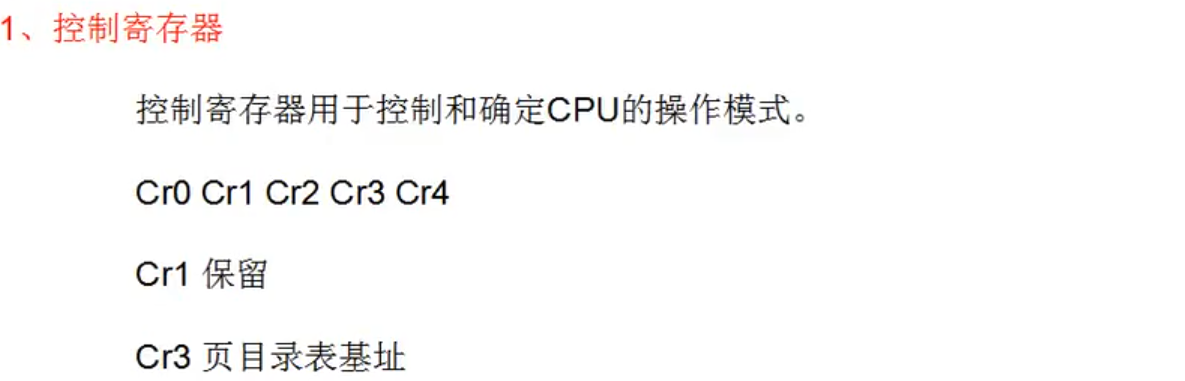 1、控制寄存器
控制寄存器用于控制和确定CPU的操作模式。
Cr0 Cr1 Cr2 Cr3 Cr4
Cr1 保留
Cr3 页目录表基址